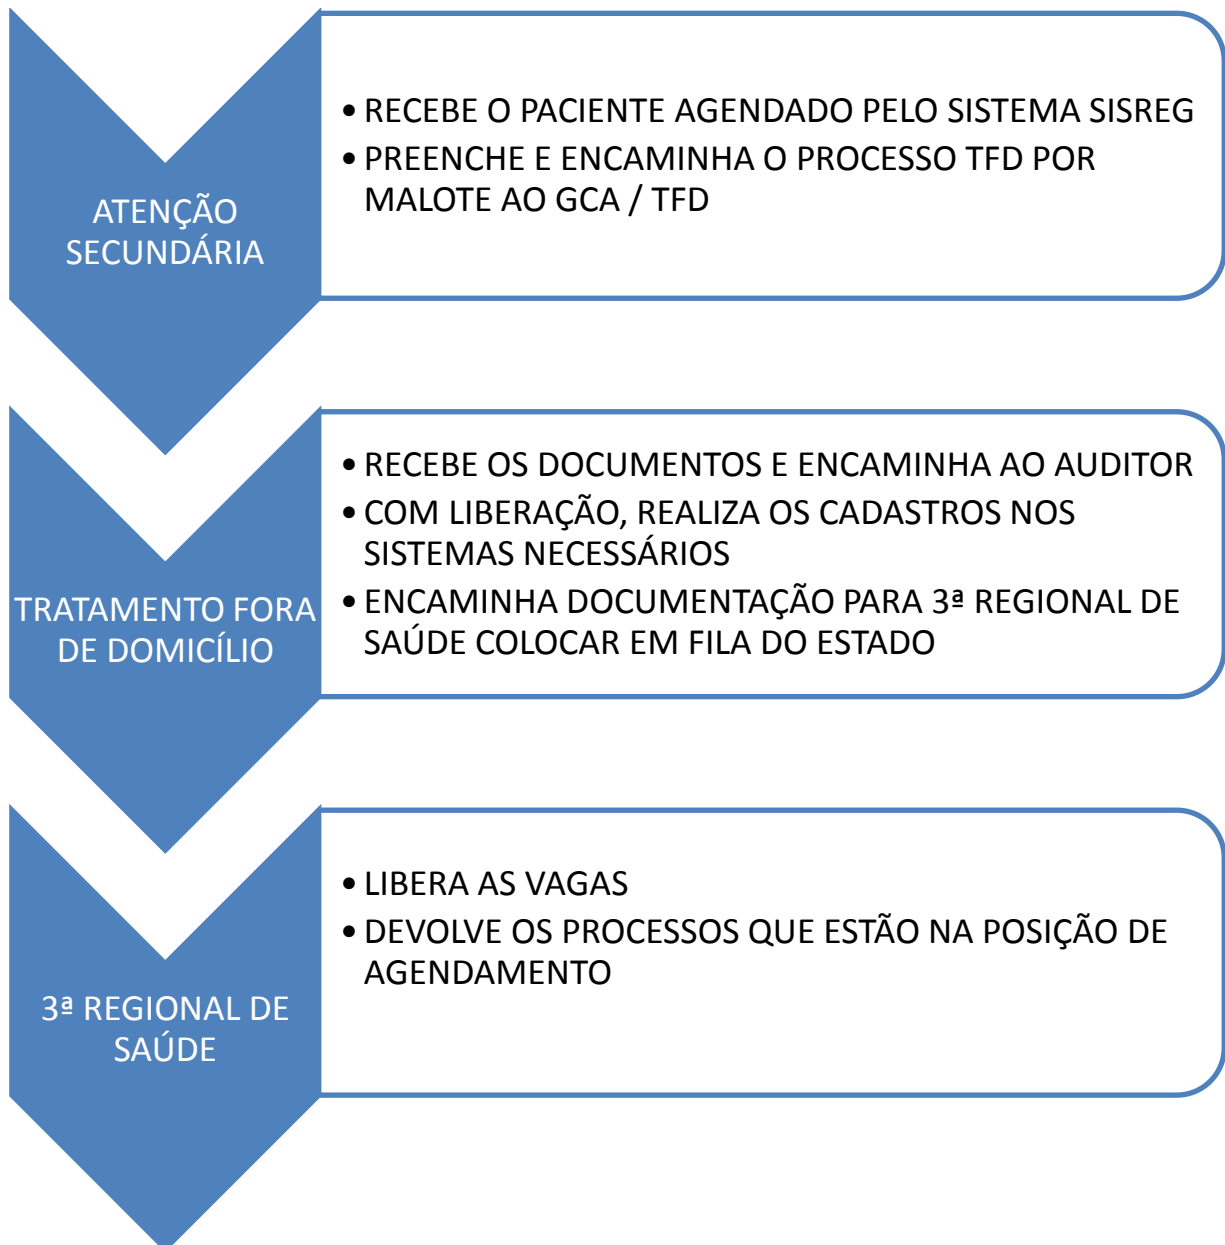 ATENÇÃO
SECUNDÁRIA
• RECEBE O PACIENTE AGENDADO PELO SISTEMA SISREG
• PREENCHE E ENCAMINHA O PROCESSO TFD POR
MALOTE AO GCA / TFD
TRATAMENTO FORA
DE DOMICÍLIO
• RECEBE OS DOCUMENTOS E ENCAMINHA AO AUDITOR
• COM LIBERAÇÃO, REALIZA OS CADASTROS NOS
SISTEMAS NECESSÁRIOS
• ENCAMINHA DOCUMENTAÇÃO PARA 3ª REGIONAL DE
SAÚDE COLOCAR EM FILA DO ESTADO
3ª REGIONAL DE
SAÚDE
• LIBERA AS VAGAS
• DEVOLVE OS PROCESSOS QUE ESTÃO NA POSIÇÃO DE
AGENDAMENTO